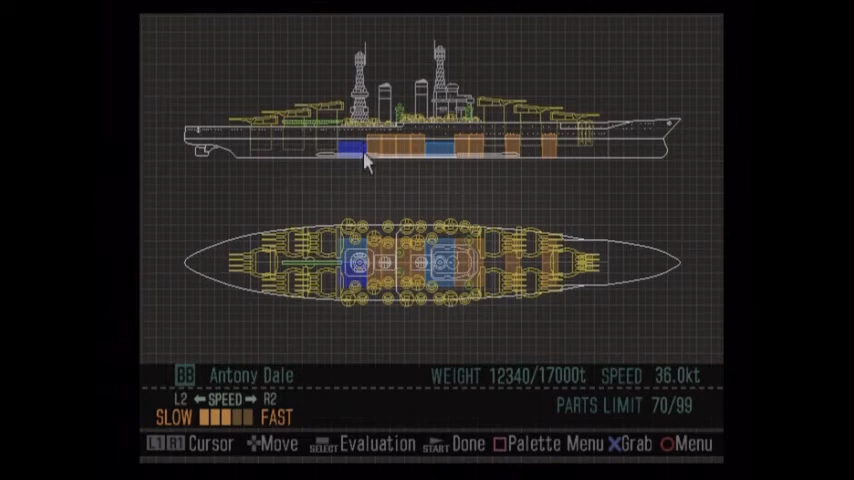 BB Antony Dale WEIGHT 12340/17000t SPEED 36.0kt
L2 ←SPEED→ R2
SLOW FAST PARTS LIMIT 70/99
L1 R1 Cursor Move SELECT Evaluation START Done □Palette Menu ✕Grab ○Menu